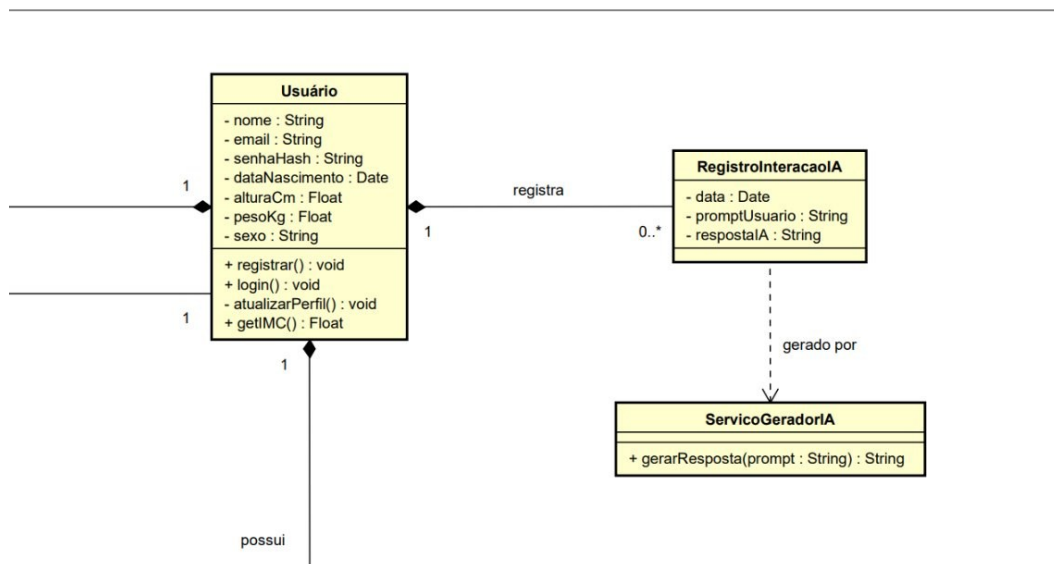 Usuário
- nome : String
- email : String
- senhaHash : String
- dataNascimento : Date
- alturaCm : Float
- pesoKg : Float
- sexo : String
+ registrar() : void
+ login() : void
- atualizarPerfil() : void
+ getIMC() : Float
1
1
1
registra
1
0..*
RegistroInteracaoIA
- data : Date
- promptUsuario : String
- respostaIA : String
gerado por
ServicoGeradorIA
+ gerarResposta(prompt : String) : String
possui